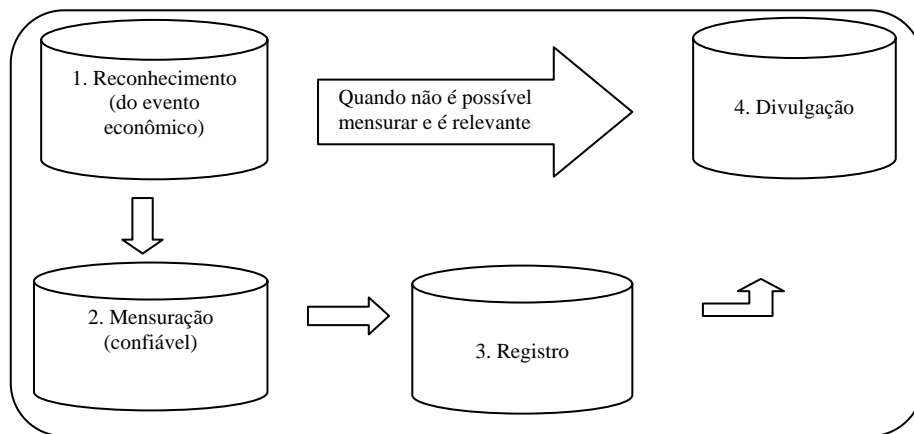 1. Reconhecimento
(do evento
econômico)
Quando não é possível
mensurar e é relevante
4. Divulgação
2. Mensuração
(confiável)
3. Registro